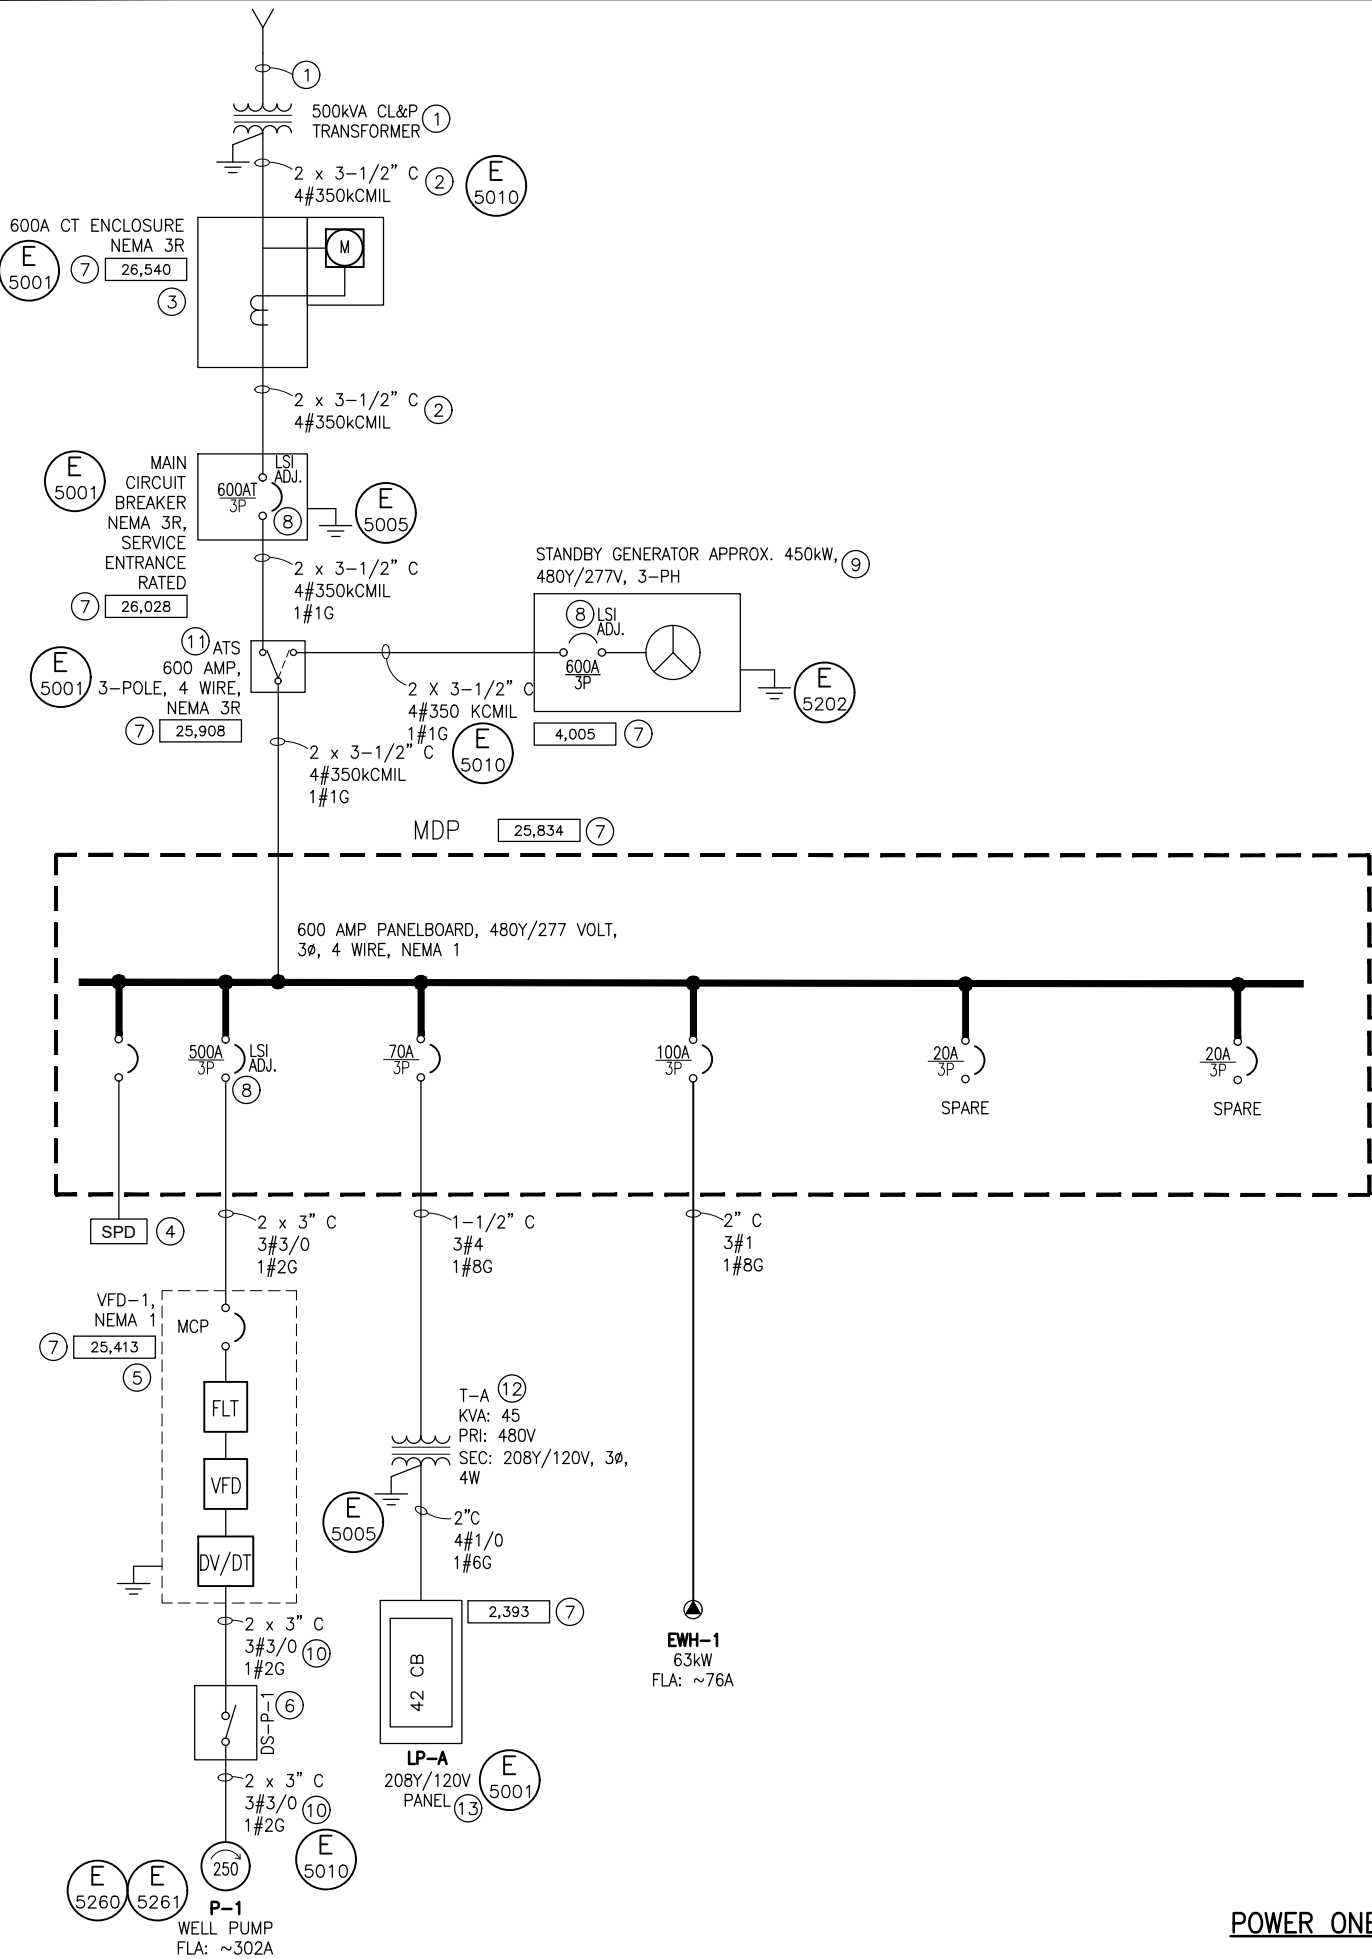 1
500kVA CL&P
TRANSFORMER
1
2 x 3-1/2" C
4#350kCMIL
2
E
5010
600A CT ENCLOSURE
NEMA 3R
E
5001
7
26,540
3
M
2 x 3-1/2" C
4#350kCMIL
2
E
5001
MAIN
CIRCUIT
BREAKER
NEMA 3R,
SERVICE
ENTRANCE
RATED
7
26,028
LSI
ADJ.
600AT
3P
8
E
5005
2 x 3-1/2" C
4#350kCMIL
1#1G
STANDBY GENERATOR APPROX. 450kW,
480Y/277V, 3-PH
9
8
LSI
ADJ.
600A
3P
E
5202
4,005
7
11
ATS
600 AMP,
3-POLE, 4 WIRE,
NEMA 3R
E
5001
7
25,908
2 X 3-1/2" C
4#350 KCMIL
1#1G
E
5010
2 x 3-1/2" C
4#350kCMIL
1#1G
MDP
25,834
7
600 AMP PANELBOARD, 480Y/277 VOLT,
3ø, 4 WIRE, NEMA 1
500A
3P
LSI
ADJ.
8
70A
3P
100A
3P
20A
3P
SPARE
20A
3P
SPARE
SPD
4
2 x 3" C
3#3/0
1#2G
1-1/2" C
3#4
1#8G
2" C
3#1
1#8G
VFD-1,
NEMA 1
7
25,413
5
MCP
FLT
VFD
DV/DT
T-A
12
KVA: 45
PRI: 480V
SEC: 208Y/120V, 3ø,
4W
E
5005
2"C
4#1/0
1#6G
2,393
7
42 CB
LP-A
208Y/120V
PANEL
13
E
5001
EWH-1
63kW
FLA: ~76A
2 x 3" C
3#3/0
1#2G
10
DS-P-1
6
2 x 3" C
3#3/0
1#2G
10
E
5010
E
5260
E
5261
250
P-1
WELL PUMP
FLA: ~302A
POWER ONE